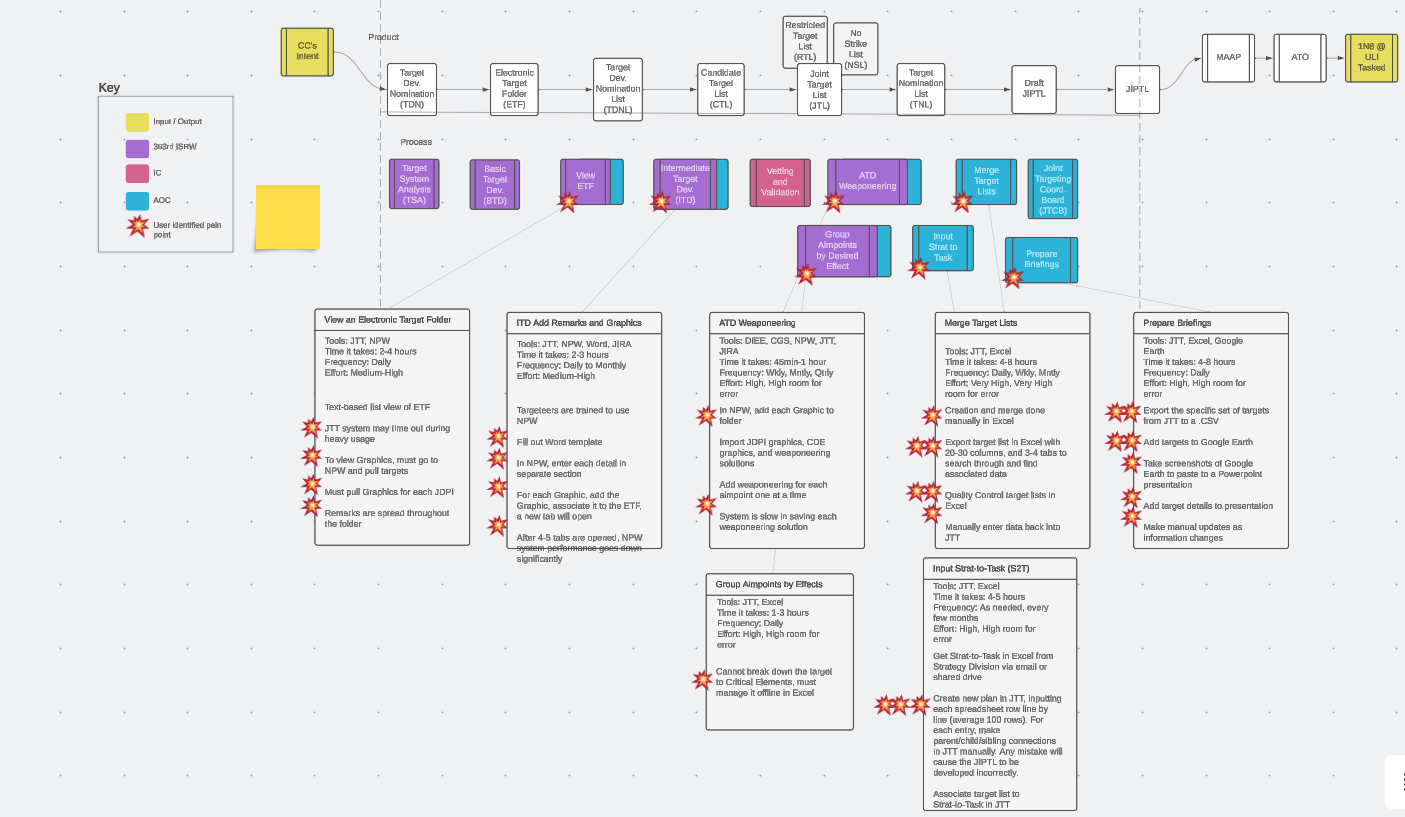 CC's
Intent
Product
Target
Dev.
Nomination
(TDN)
Electronic
Target
Folder
(ETF)
Target
Dev.
Nomination
List
(TDNL)
Candidate
Target
List
(CTL)
Restricted
Target
List
(RTL)
No
Strike
List
(NSL)
Joint
Target
List
(JTL)
Target
Nomination
List
(TNL)
Draft
JIPTL
JIPTL
MAAP
ATO
1N8 @
ULI
Tasked
Key
Input / Output
363rd ISRW
IC
AOC
User identified pain
point
Process
Target
System
Analysis
(TSA)
Basic
Target
Dev.
(BTD)
View
ETF
Intermediate
Target
Dev.
(ITD)
Vetting
and
Validation
ATD
Weaponeering
Merge
Target
Lists
Joint
Targeting
Coord.
Board
(JTCB)
Group
Aimpoints
by Desired
Effect
Input
Strat to
Task
Prepare
Briefings
View an Electronic Target Folder
Tools: JTT, NPW
Time it takes: 2-4 hours
Frequency: Daily
Effort: Medium-High
Text-based list view of ETF
JTT system may time out during
heavy usage
To view Graphics, must go to
NPW and pull targets
Must pull Graphics for each JDPI
Remarks are spread throughout
the folder
ITD Add Remarks and Graphics
Tools: JTT, NPW, Word, JIRA
Time it takes: 2-3 hours
Frequency: Daily to Monthly
Effort: Medium-High
Targeteers are trained to use
NPW
Fill out Word template
In NPW, enter each detail in
separate section
For each Graphic, add the
Graphic, associate it to the ETF,
a new tab will open
After 4-5 tabs are opened, NPW
system performance goes down
significantly
ATD Weaponeering
Tools: DIEE, CGS, NPW, JTT,
JIRA
Time it takes: 45min-1 hour
Frequency: Wkly, Mntly, Qtrly
Effort: High, High room for
error
In NPW, add each Graphic to
folder
Import JDPI graphics, CDE
graphics, and weaponeering
solutions
Add weaponeering for each
aimpoint one at a time
System is slow in saving each
weaponeering solution
Merge Target Lists
Tools: JTT, Excel
Time it takes: 4-8 hours
Frequency: Daily, Wkly, Mntly
Effort: Very High, Very High
room for error
Creation and merge done
manually in Excel
Export target list in Excel with
20-30 columns, and 3-4 tabs to
search through and find
associated data
Quality Control target lists in
Excel
Manually enter data back into
JTT
Prepare Briefings
Tools: JTT, Excel, Google
Earth
Time it takes: 4-8 hours
Frequency: Daily
Effort: High, High room for
error
Export the specific set of targets
from JTT to a .CSV
Add targets to Google Earth
Take screenshots of Google
Earth to paste to a Powerpoint
presentation
Add target details to presentation
Make manual updates as
information changes
Group Aimpoints by Effects
Tools: JTT, Excel
Time it takes: 1-3 hours
Frequency: Daily
Effort: High, High room for
error
Cannot break down the target
to Critical Elements, must
manage it offline in Excel
Input Strat-to-Task (S2T)
Tools: JTT, Excel
Time it takes: 4-5 hours
Frequency: As needed, every
few months
Effort: High, High room for
error
Get Strat-to-Task in Excel from
Strategy Division via email or
shared drive
Create new plan in JTT, inputting
each spreadsheet row line by
line (average 100 rows). For
each entry, make
parent/child/sibling connections
in JTT manually. Any mistake will
cause the JIPTL to be
developed incorrectly.
Associate target list to
Strat-to-Task in JTT